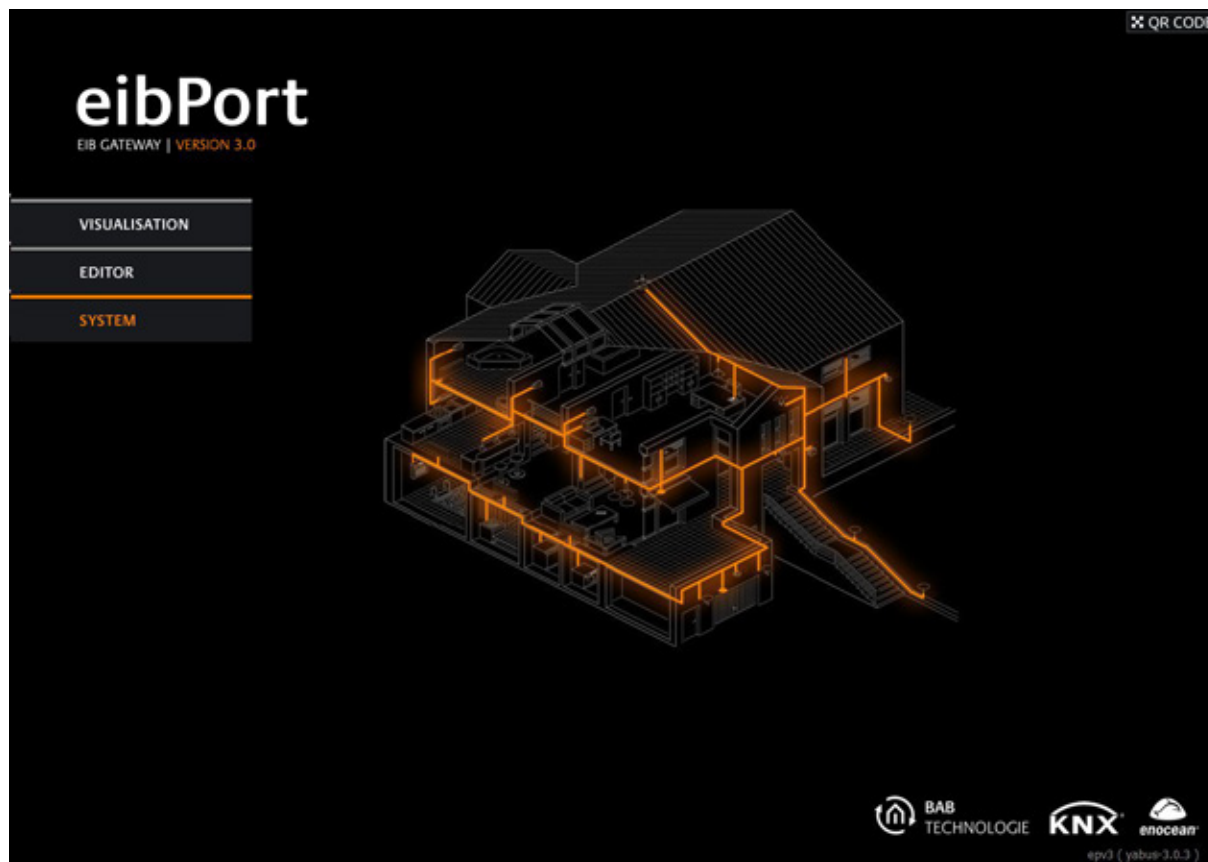 QR CODE
eibPort
EIB GATEWAY | VERSION 3.0
VISUALISATION
EDITOR
SYSTEM
BAB
TECHNOLOGIE
KNX
enocean
epv3 ( yabus-3.0.3 )